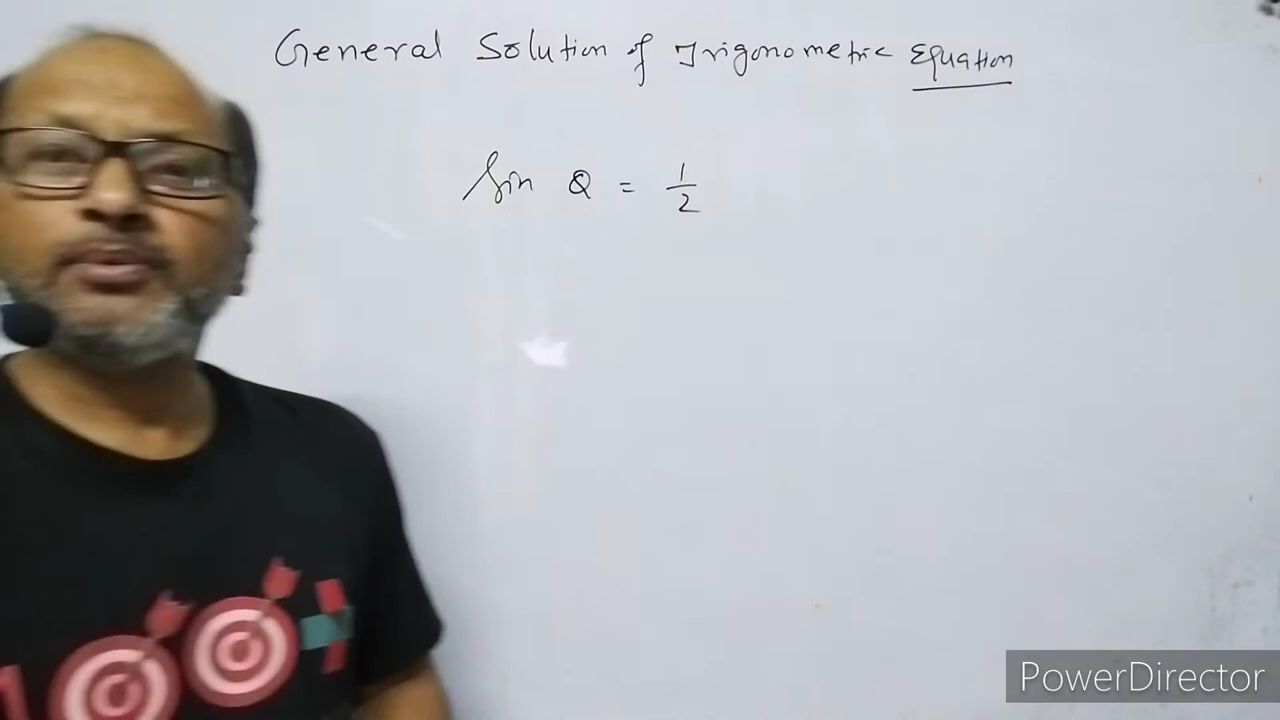 General Solution of Trigonometric Equation
Sin θ = 1/2
PowerDirector